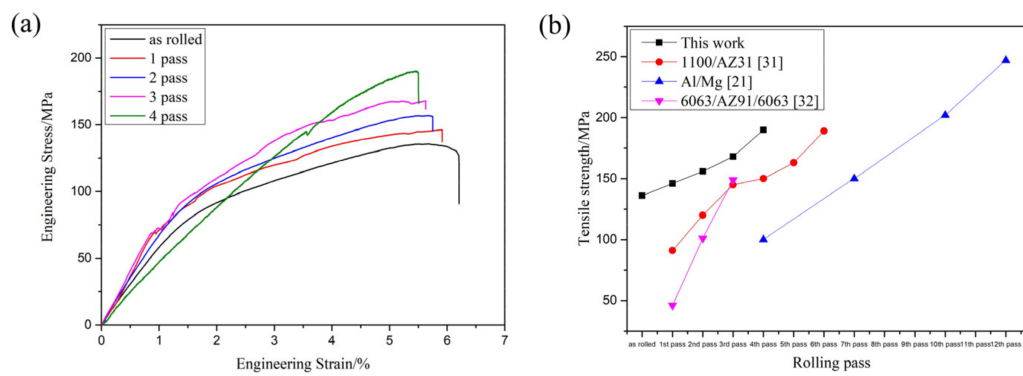 (a)
200
150
100
50
0
0 1 2 3 4 5 6 7
Engineering Stress/MPa
Engineering Strain/%
as rolled
1 pass
2 pass
3 pass
4 pass
(b)
250
200
150
100
50
Tensile strength/MPa
as rolled 1st pass 2nd pass 3rd pass 4th pass 5th pass 6th pass 7th pass 8th pass 9th pass 10th pass 11th pass 12th pass
Rolling pass
This work
1100/AZ31 [31]
Al/Mg [21]
6063/AZ91/6063 [32]